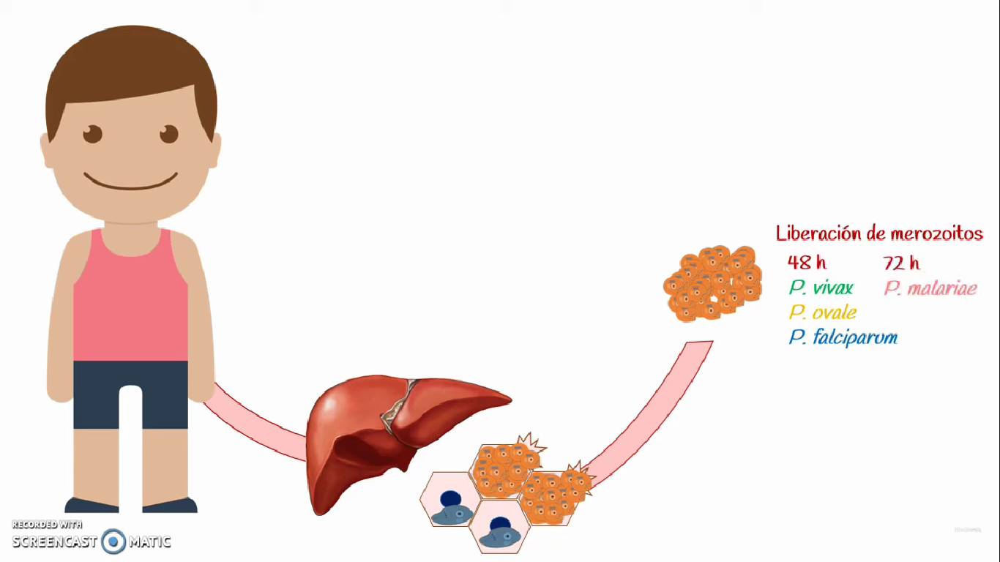 Liberación de merozoitos
48 h 72 h
P. vivax P. malariae
P. ovale
P. falciparum
RECORDED WITH
SCREENCAST MATIC